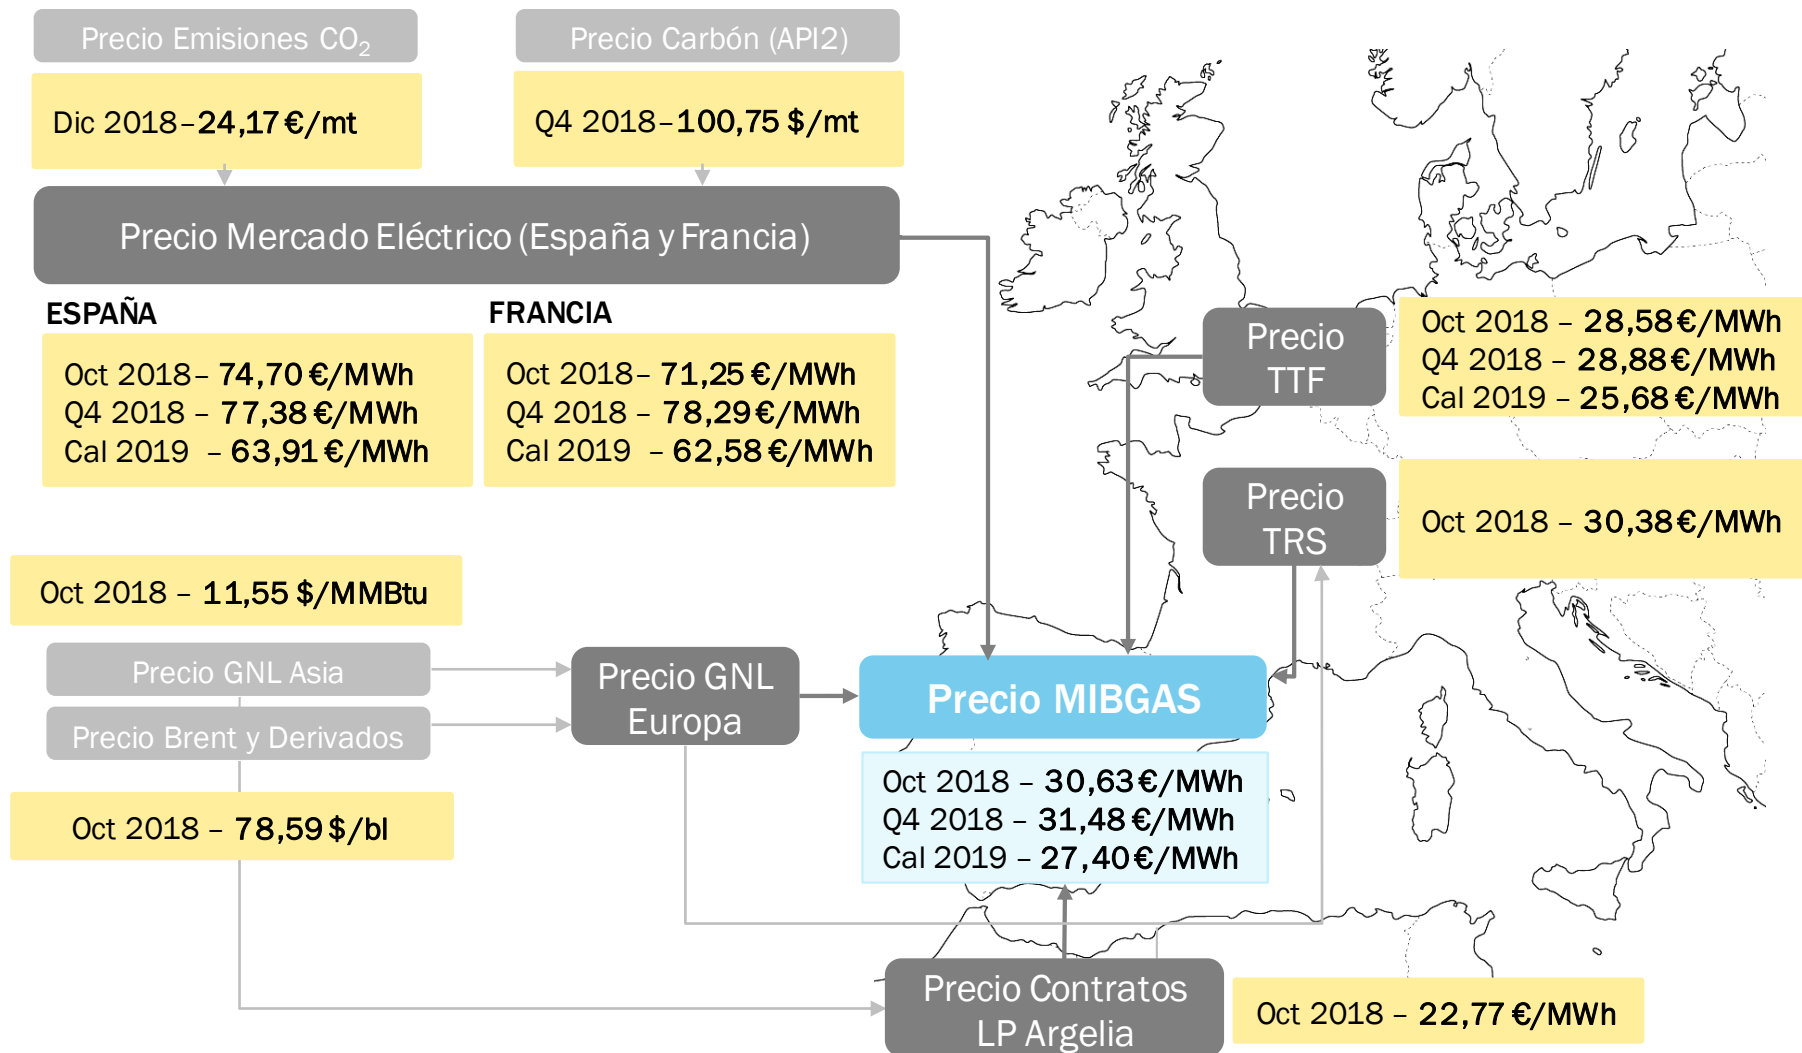 Precio Emisiones CO₂
Precio Carbón (API2)
Dic 2018–24,17 €/mt
Q4 2018–100,75 $/mt
Precio Mercado Eléctrico (España y Francia)
ESPAÑA
Oct 2018– 74,70 €/MWh
Q4 2018 – 77,38 €/MWh
Cal 2019 – 63,91 €/MWh
FRANCIA
Oct 2018– 71,25 €/MWh
Q4 2018 – 78,29 €/MWh
Cal 2019 – 62,58 €/MWh
Precio
TTF
Oct 2018 – 28,58 €/MWh
Q4 2018 – 28,88 €/MWh
Cal 2019 – 25,68 €/MWh
Precio
TRS
Oct 2018 – 30,38 €/MWh
Oct 2018 – 11,55 $/MMBtu
Precio GNL Asia
Precio Brent y Derivados
Oct 2018 – 78,59 $/bl
Precio GNL
Europa
Precio MIBGAS
Oct 2018 – 30,63 €/MWh
Q4 2018 – 31,48 €/MWh
Cal 2019 – 27,40 €/MWh
Precio Contratos
LP Argelia
Oct 2018 – 22,77 €/MWh